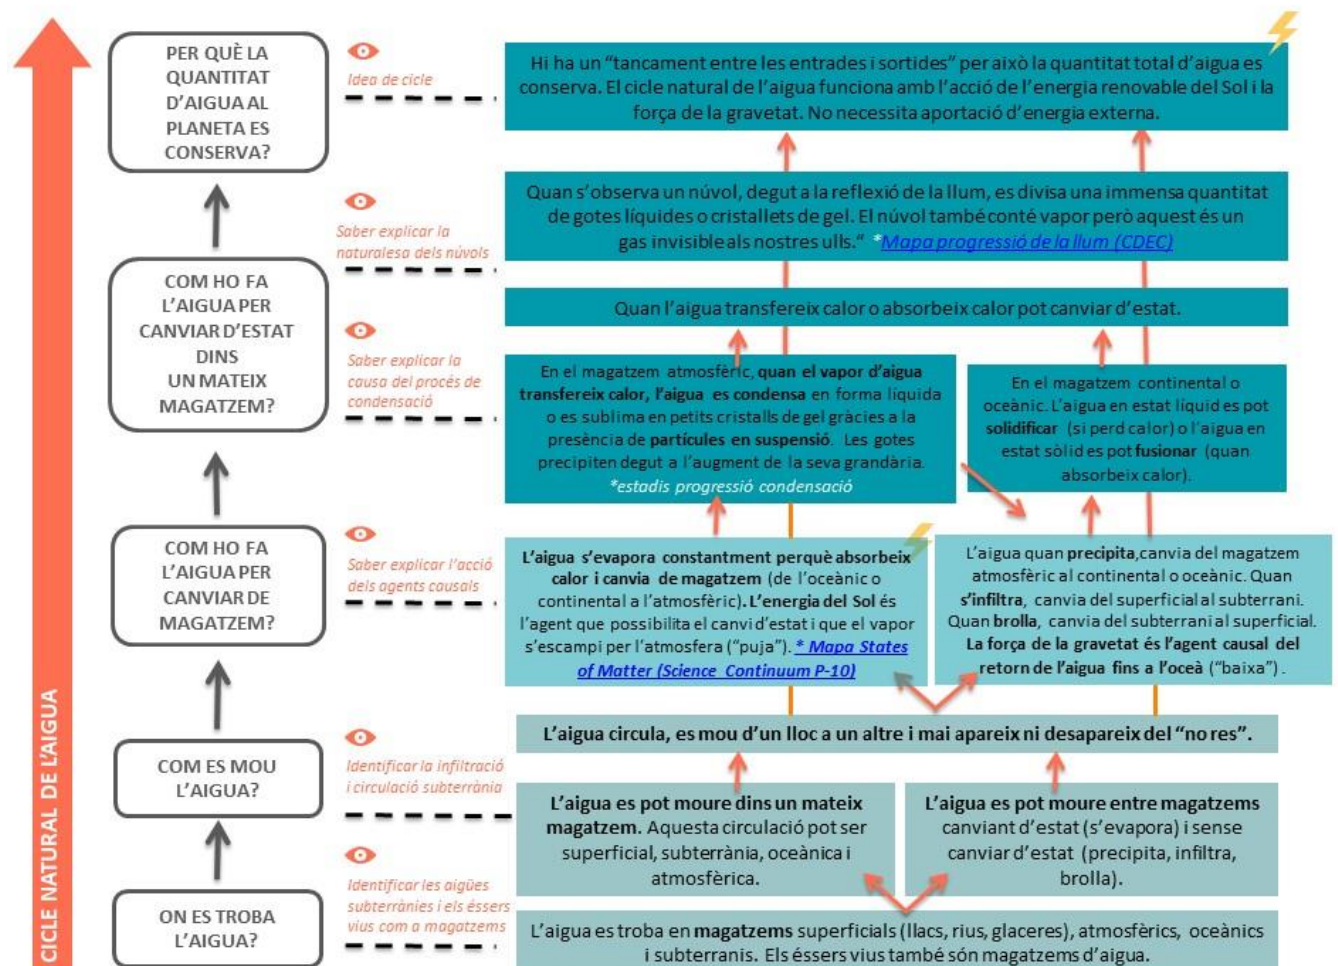 PER QUÈ LA
QUANTITAT
D'AIGUA AL
PLANETA ES
CONSERVA?
Idea de cicle
Hi ha un “tancament entre les entrades i sortides” per això la quantitat total d'aigua es
conserva. El cicle natural de l'aigua funciona amb l'acció de l'energia renovable del Sol i la
força de la gravetat. No necessita aportació d'energia externa.
Saber explicar la
naturalesa dels núvols
Quan s'observa un núvol, degut a la reflexió de la llum, es divisa una immensa quantitat
de gotes líquides o cristallets de gel. El núvol també conté vapor però aquest és un
gas invisible als nostres ulls.“ *Mapa progressió de la llum (CDEC)
COM HO FA
L'AIGUA PER
CANVIAR D'ESTAT
DINS
UN MATEIX
MAGATZEM?
Quan l'aigua transfereix calor o absorbeix calor pot canviar d'estat.
Saber explicar la
causa del procés de
condensació
En el magatzem atmosfèric, quan el vapor d'aigua
transfereix calor, l'aigua es condensa en forma líquida
o es sublima en petits cristalls de gel gràcies a la
presència de partícules en suspensió. Les gotes
precipiten degut a l'augment de la seva grandària.
*estadis progressió condensació
En el magatzem continental o
oceànic. L'aigua en estat líquid es pot
solidificar (si perd calor) o l'aigua en
estat sòlid es pot fusionar (quan
absorbeix calor).
COM HO FA
L'AIGUA PER
CANVIAR DE
MAGATZEM?
Saber explicar l'acció
dels agents causals
L'aigua s'evapora constantment perquè absorbeix
calor i canvia de magatzem (de l'oceànic o
continental a l'atmosfèric). L'energia del Sol és
l'agent que possibilita el canvi d'estat i que el vapor
s'escampi per l'atmosfera (“puja”). * Mapa States
of Matter (Science Continuum P-10)
L'aigua quan precipita,canvia del magatzem
atmosfèric al continental o oceànic. Quan
s'infiltra, canvia del superficial al subterrani.
Quan brolla, canvia del subterrani al superficial.
La força de la gravetat és l'agent causal del
retorn de l'aigua fins a l'oceà (“baixa”) .
COM ES MOU
L'AIGUA?
Identificar la infiltració
i circulació subterrània
L'aigua circula, es mou d'un lloc a un altre i mai apareix ni desapareix del “no res”.
L'aigua es pot moure dins un mateix
magatzem. Aquesta circulació pot ser
superficial, subterrània, oceànica i
atmosfèrica.
L'aigua es pot moure entre magatzems
canviant d'estat (s'evapora) i sense
canviar d'estat (precipita, infiltra,
brolla).
ON ES TROBA
L'AIGUA?
Identificar les aigües
subterrànies i els éssers
vius com a magatzems
L'aigua es troba en magatzems superficials (llacs, rius, glaceres), atmosfèrics, oceànics
i subterranis. Els éssers vius també són magatzems d'aigua.
CICLE NATURAL DE L'AIGUA